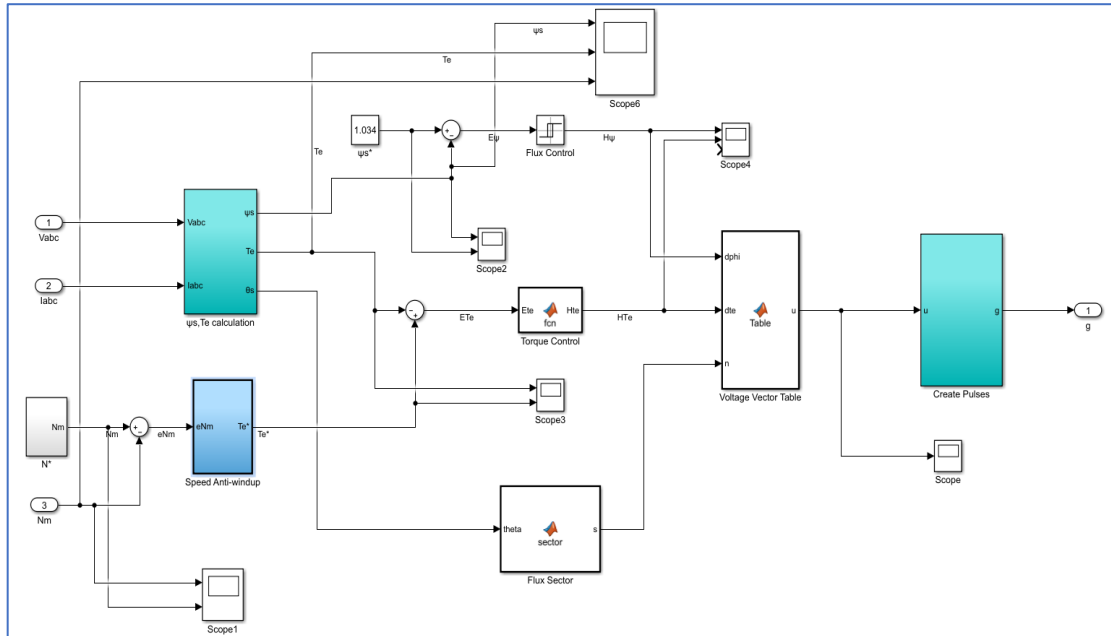 ψs
Te
Scope6
1.034
ψs*
+
−
Eψ
Flux Control
Hψ
Scope4
Te
1
Vabc
2
Iabc
Vabc
Iabc
ψs
Te
θs
ψs,Te calculation
Scope2
−
+
ETe
Ete
fcn
Hte
Torque Control
HTe
dphi
dte
n
Table
u
Voltage Vector Table
u
g
Create Pulses
1
g
Scope3
Nm
N*
Nm
+
−
eNm
eNm
Te*
Speed Anti-windup
Te*
3
Nm
theta
sector
s
Flux Sector
Scope
Scope1